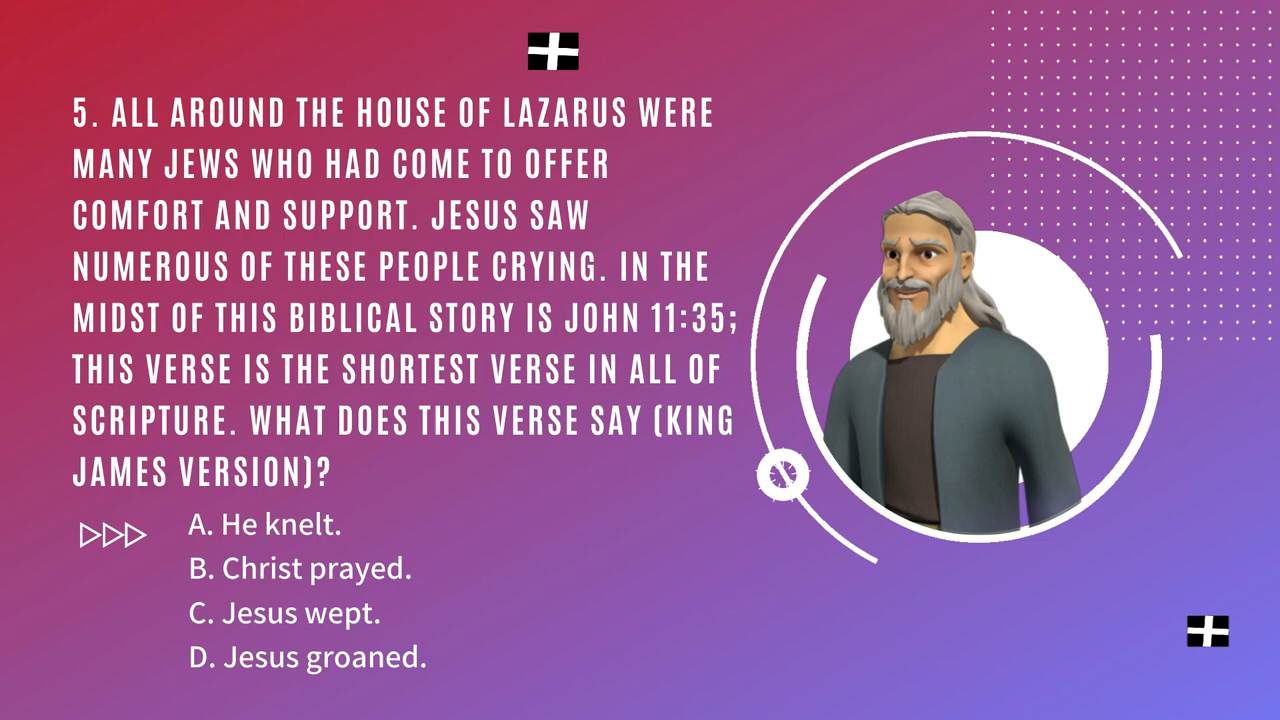 5. ALL AROUND THE HOUSE OF LAZARUS WERE
MANY JEWS WHO HAD COME TO OFFER
COMFORT AND SUPPORT. JESUS SAW
NUMEROUS OF THESE PEOPLE CRYING. IN THE
MIDST OF THIS BIBLICAL STORY IS JOHN 11:35;
THIS VERSE IS THE SHORTEST VERSE IN ALL OF
SCRIPTURE. WHAT DOES THIS VERSE SAY (KING
JAMES VERSION)?
A. He knelt.
B. Christ prayed.
C. Jesus wept.
D. Jesus groaned.